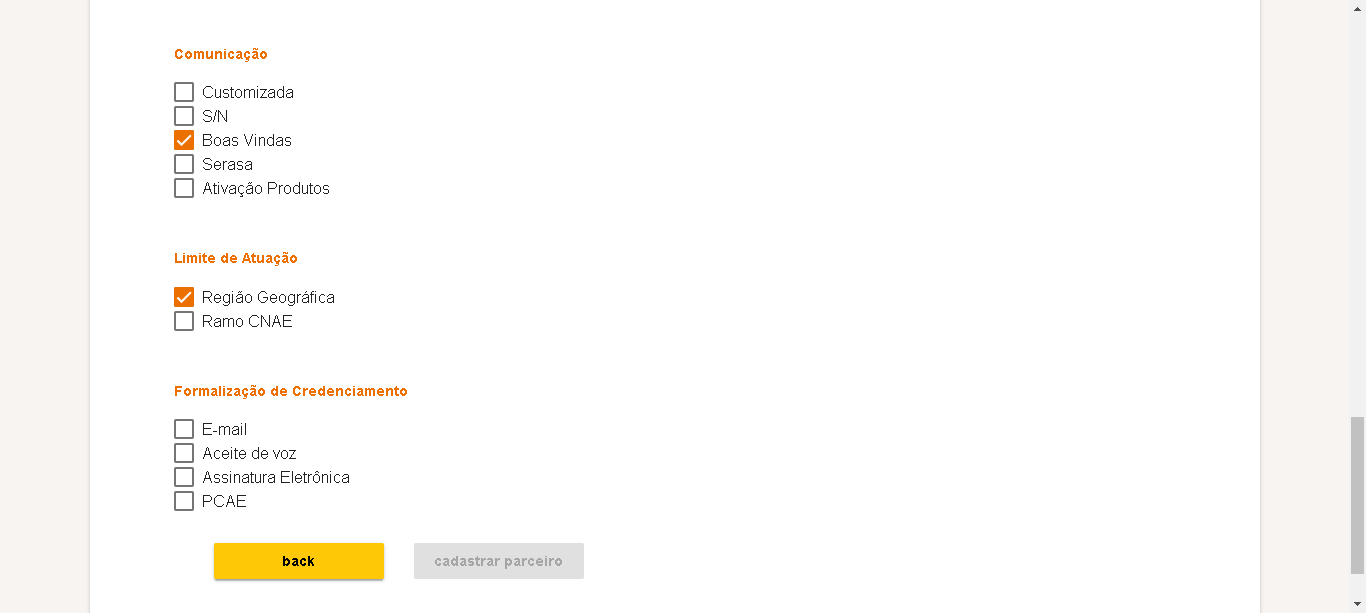 Comunicação
Customizada
S/N
Boas Vindas
Serasa
Ativação Produtos
Limite de Atuação
Região Geográfica
Ramo CNAE
Formalização de Credenciamento
E-mail
Aceite de voz
Assinatura Eletrônica
PCAE
back
cadastrar parceiro